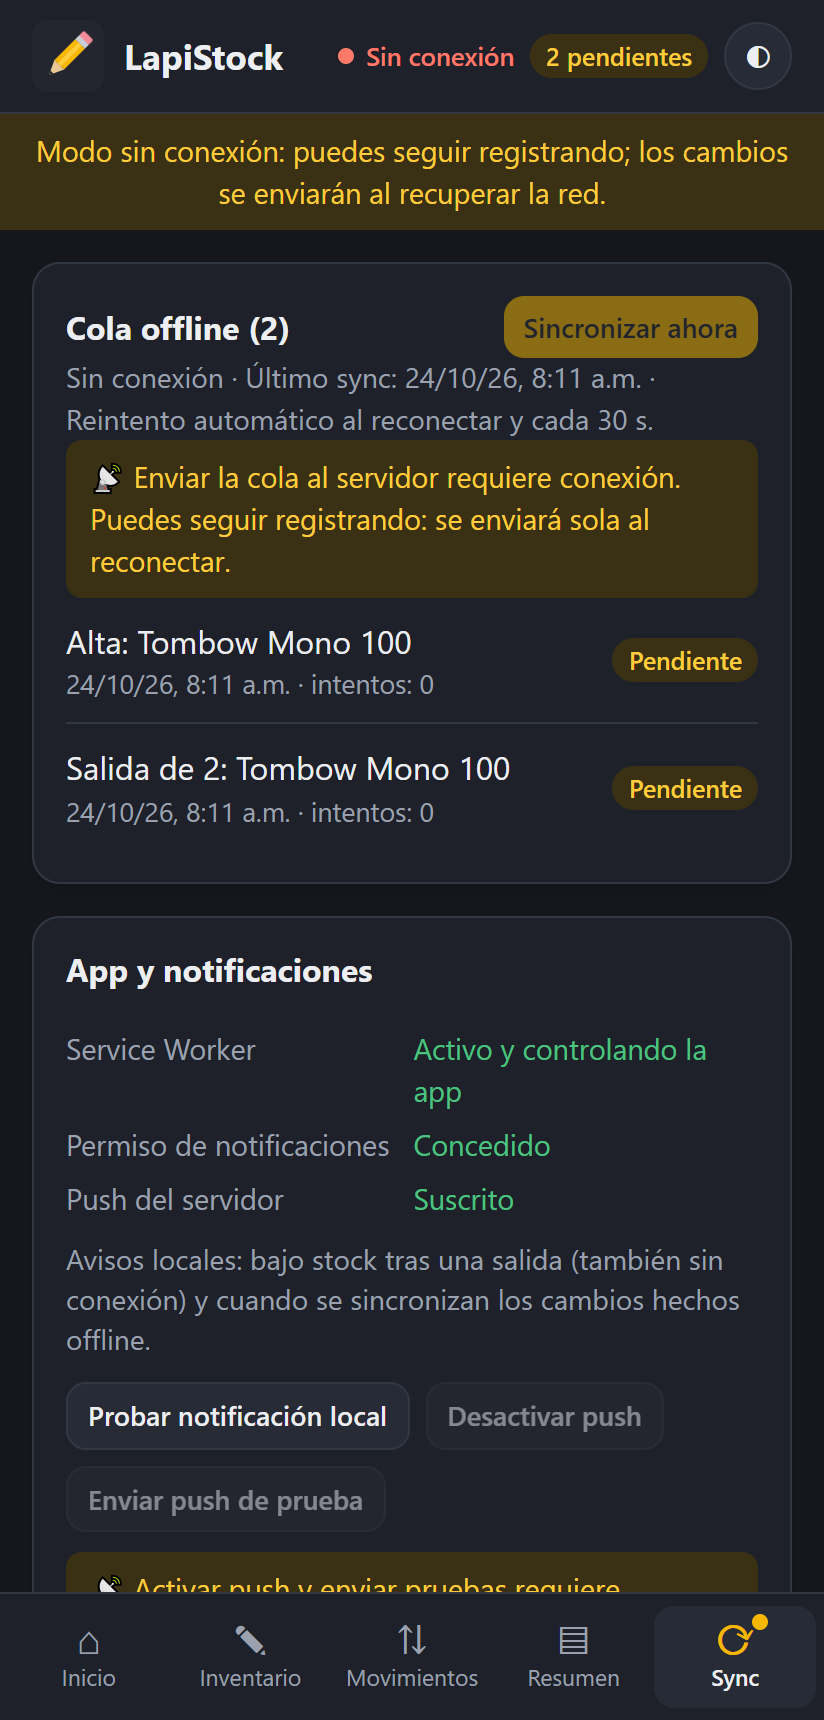 LapiStock
Sin conexión
2 pendientes
Modo sin conexión: puedes seguir registrando; los cambios
se enviarán al recuperar la red.
Cola offline (2)
Sincronizar ahora
Sin conexión · Último sync: 24/10/26, 8:11 a.m. ·
Reintento automático al reconectar y cada 30 s.
Enviar la cola al servidor requiere conexión.
Puedes seguir registrando: se enviará sola al
reconectar.
Alta: Tombow Mono 100
24/10/26, 8:11 a.m. · intentos: 0
Pendiente
Salida de 2: Tombow Mono 100
24/10/26, 8:11 a.m. · intentos: 0
Pendiente
App y notificaciones
Service Worker
Activo y controlando la
app
Permiso de notificaciones
Concedido
Push del servidor
Suscrito
Avisos locales: bajo stock tras una salida (también sin
conexión) y cuando se sincronizan los cambios hechos
offline.
Probar notificación local
Desactivar push
Enviar push de prueba
Activar push y enviar pruebas requiere
Inicio
Inventario
Movimientos
Resumen
Sync